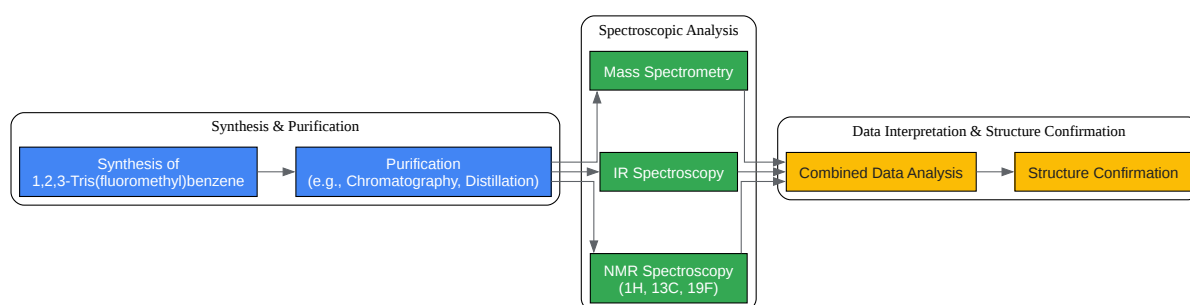 Synthesis & Purification
Synthesis of
1,2,3-Tris(fluoromethyl)benzene
Purification
(e.g., Chromatography, Distillation)
Spectroscopic Analysis
Mass Spectrometry
IR Spectroscopy
NMR Spectroscopy
(1H, 13C, 19F)
Data Interpretation & Structure Confirmation
Combined Data Analysis
Structure Confirmation